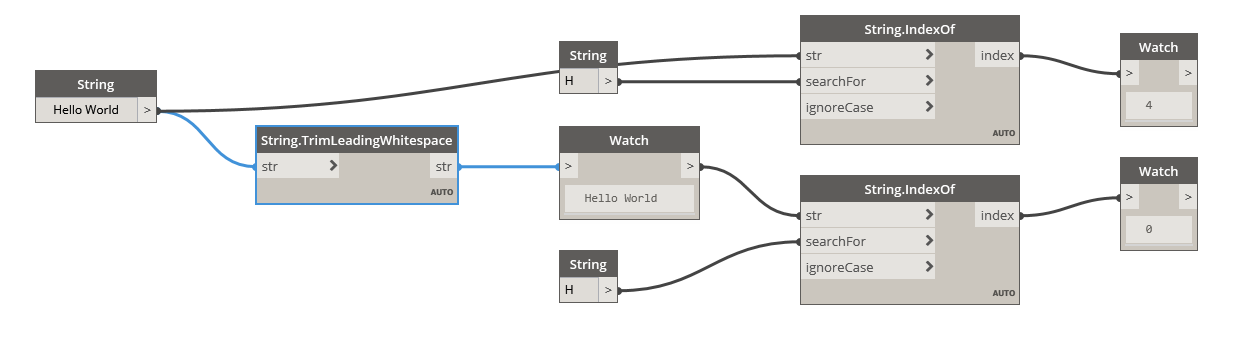 String
Hello World >
String.TrimLeadingWhitespace
str > str
AUTO
String
H >
Watch
> >
Hello World
String
H >
String.IndexOf
str > index
searchFor >
ignoreCase >
AUTO
String.IndexOf
str > index
searchFor >
ignoreCase >
AUTO
Watch
> >
4
Watch
> >
0